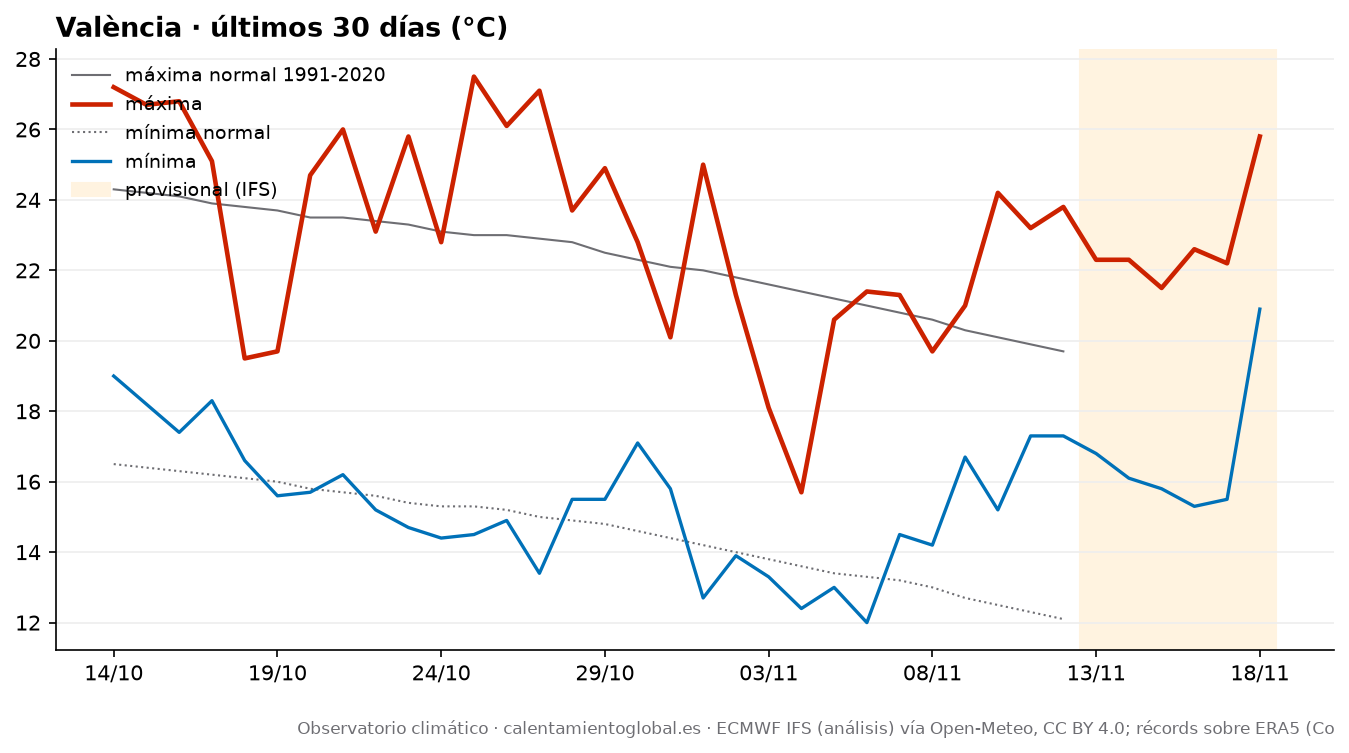 València · últimos 30 días (°C)
máxima normal 1991-2020
máxima
mínima normal
mínima
provisional (IFS)
28
26
24
22
20
18
16
14
12
14/10
19/10
24/10
29/10
03/11
08/11
13/11
18/11
Observatorio climático · calentamientoglobal.es · ECMWF IFS (análisis) vía Open-Meteo, CC BY 4.0; récords sobre ERA5 (Co